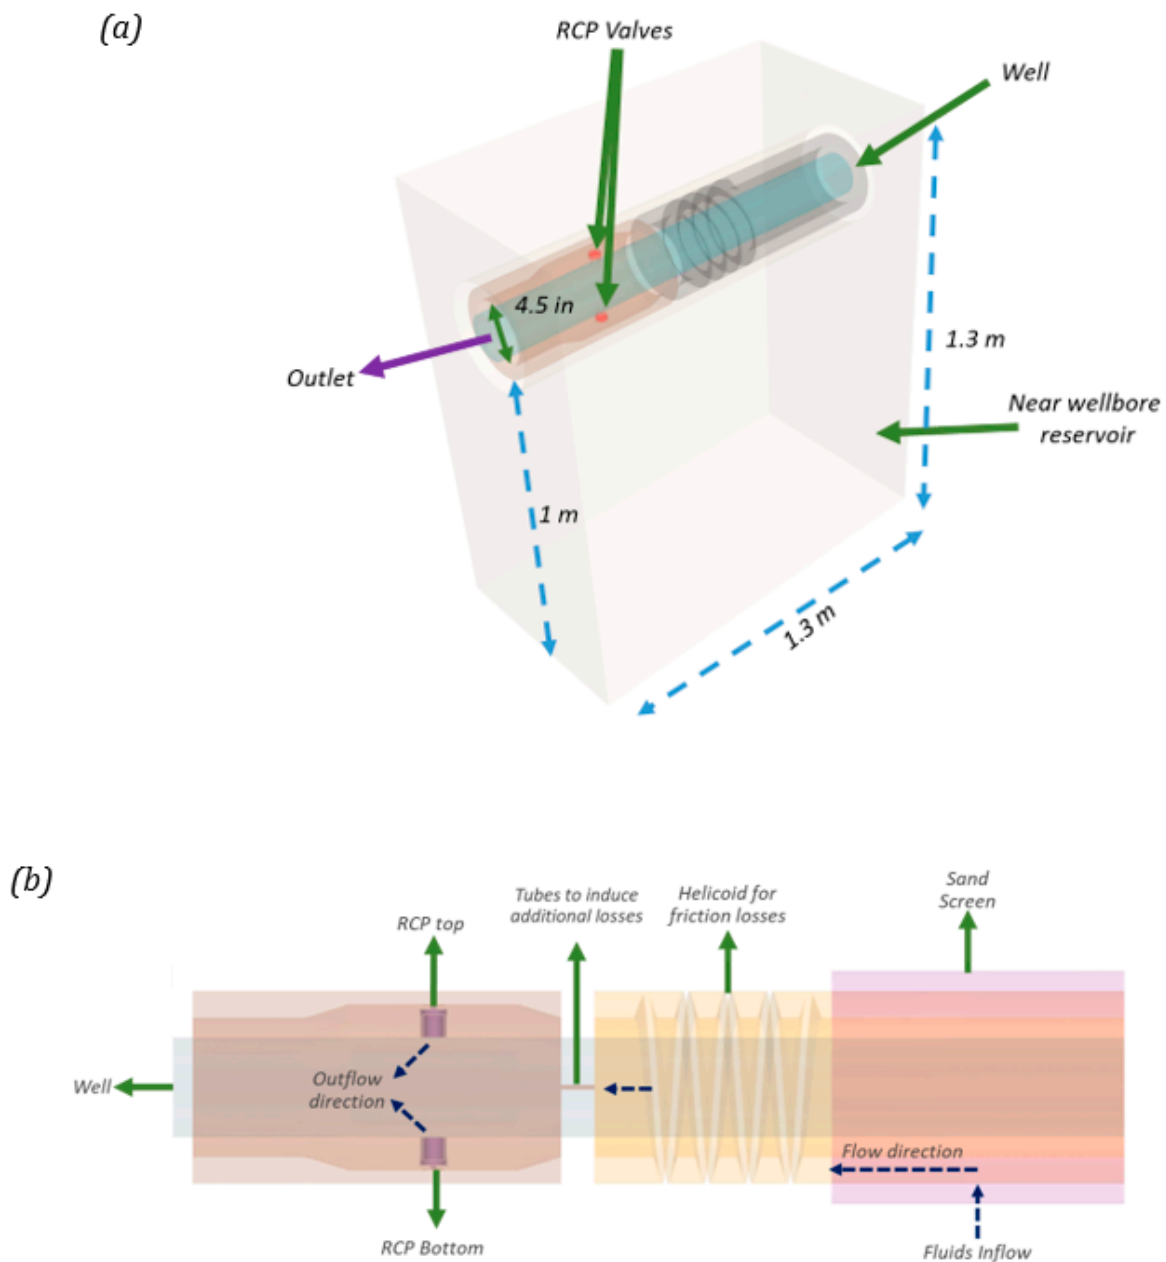 (a)
RCP Valves
Well
4.5 in
1.3 m
Outlet
Near wellbore
reservoir
1 m
1.3 m
(b)
Sand
Screen
Tubes to induce
additional losses
Helicoid for
friction losses
RCP top
Well
Outflow
direction
Flow direction
RCP Bottom
Fluids Inflow